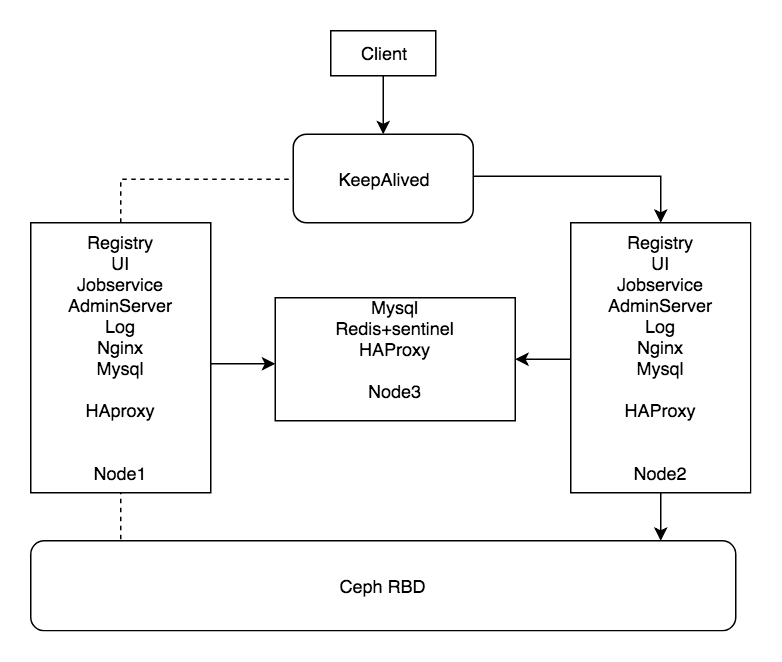 Client
KeepAlived
Registry
UI
Jobservice
AdminServer
Log
Nginx
Mysql
HAproxy
Node1
Mysql
Redis+sentinel
HAProxy
Node3
Registry
UI
Jobservice
AdminServer
Log
Nginx
Mysql
HAProxy
Node2
Ceph RBD